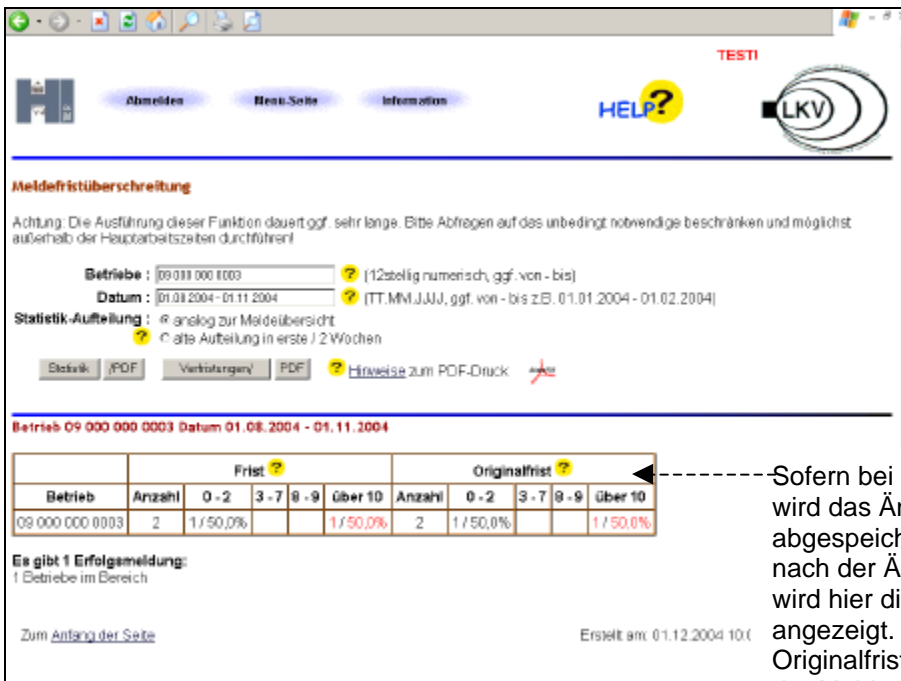 TESTI
HI
Abmelden Menü-Seite Information
HELP?
LKV
Meldefristüberschreitung
Achtung: Die Ausführung dieser Funktion dauert ggf. sehr lange. Bitte Abfragen auf das unbedingt notwendige beschränken und möglichst
außerhalb der Hauptarbeitszeiten durchführen!
Betriebe : 09 000 000 0003 ? (12stellig numerisch, ggf. von - bis)
Datum : 01.08.2004 - 01.11.2004 ? (TT.MM.JJJJ, ggf. von - bis z.B. 01.01.2004 - 01.02.2004)
Statistik-Aufteilung : analog zur Meldeübersicht
? alte Aufteilung in erste / 2 Wochen
Statistik /PDF Verfristungen/ PDF ? Hinweise zum PDF-Druck
Betrieb 09 000 000 0003 Datum 01.08.2004 - 01.11.2004
Frist ? Originalfrist ?
Betrieb Anzahl 0 - 2 3 - 7 8 - 9 über 10 Anzahl 0 - 2 3 - 7 8 - 9 über 10
09 000 000 0003 2 1 / 50,0% 1 / 50,0% 2 1 / 50,0% 1 / 50,0%
Es gibt 1 Erfolgsmeldung:
1 Betriebe im Bereich
Zum Anfang der Seite
Erstellt am: 01.12.2004 10:
Sofern bei
wird das Är
abgespeich
nach der Ä
wird hier di
angezeigt.
Originalfrist